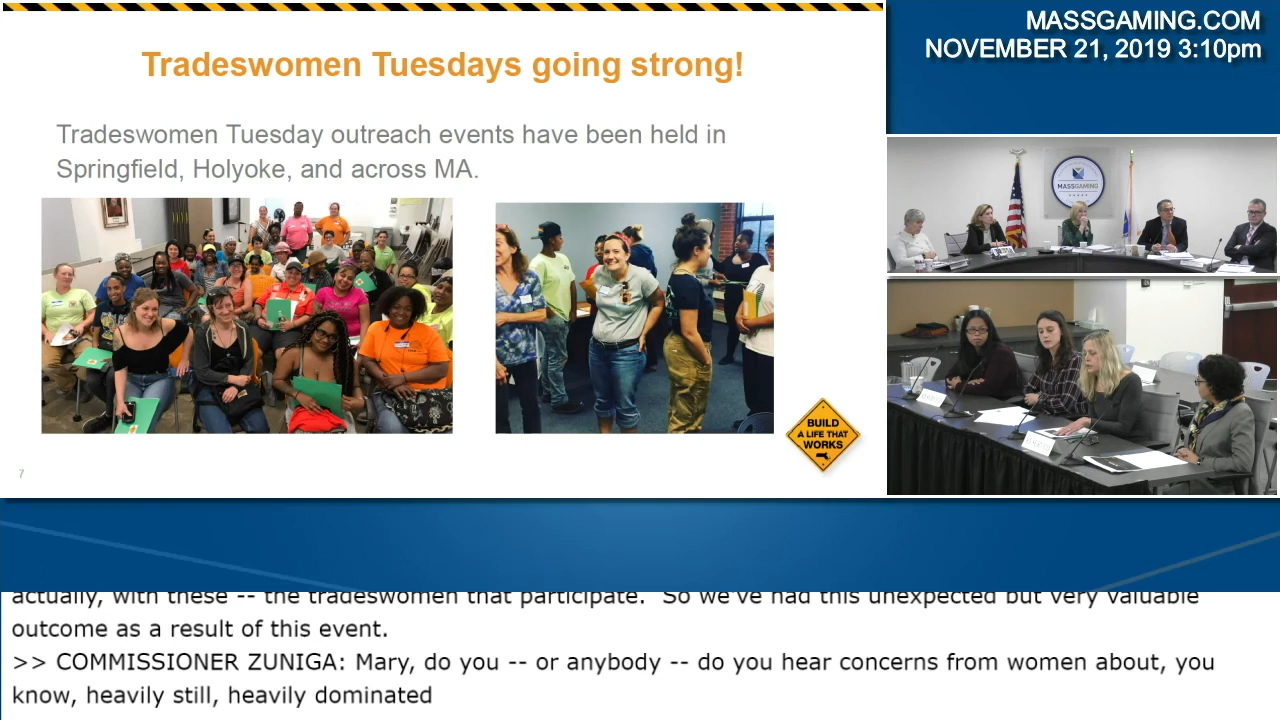 Tradeswomen Tuesdays going strong!
Tradeswomen Tuesday outreach events have been held in
Springfield, Holyoke, and across MA.
BUILD
A LIFE THAT
WORKS
7
MASSGAMING.COM
NOVEMBER 21, 2019 3:10pm
MASSGAMING
actually, with these -- the tradeswomen that participate. So we've had this unexpected but very valuable
outcome as a result of this event.
>> COMMISSIONER ZUNIGA: Mary, do you -- or anybody -- do you hear concerns from women about, you
know, heavily still, heavily dominated